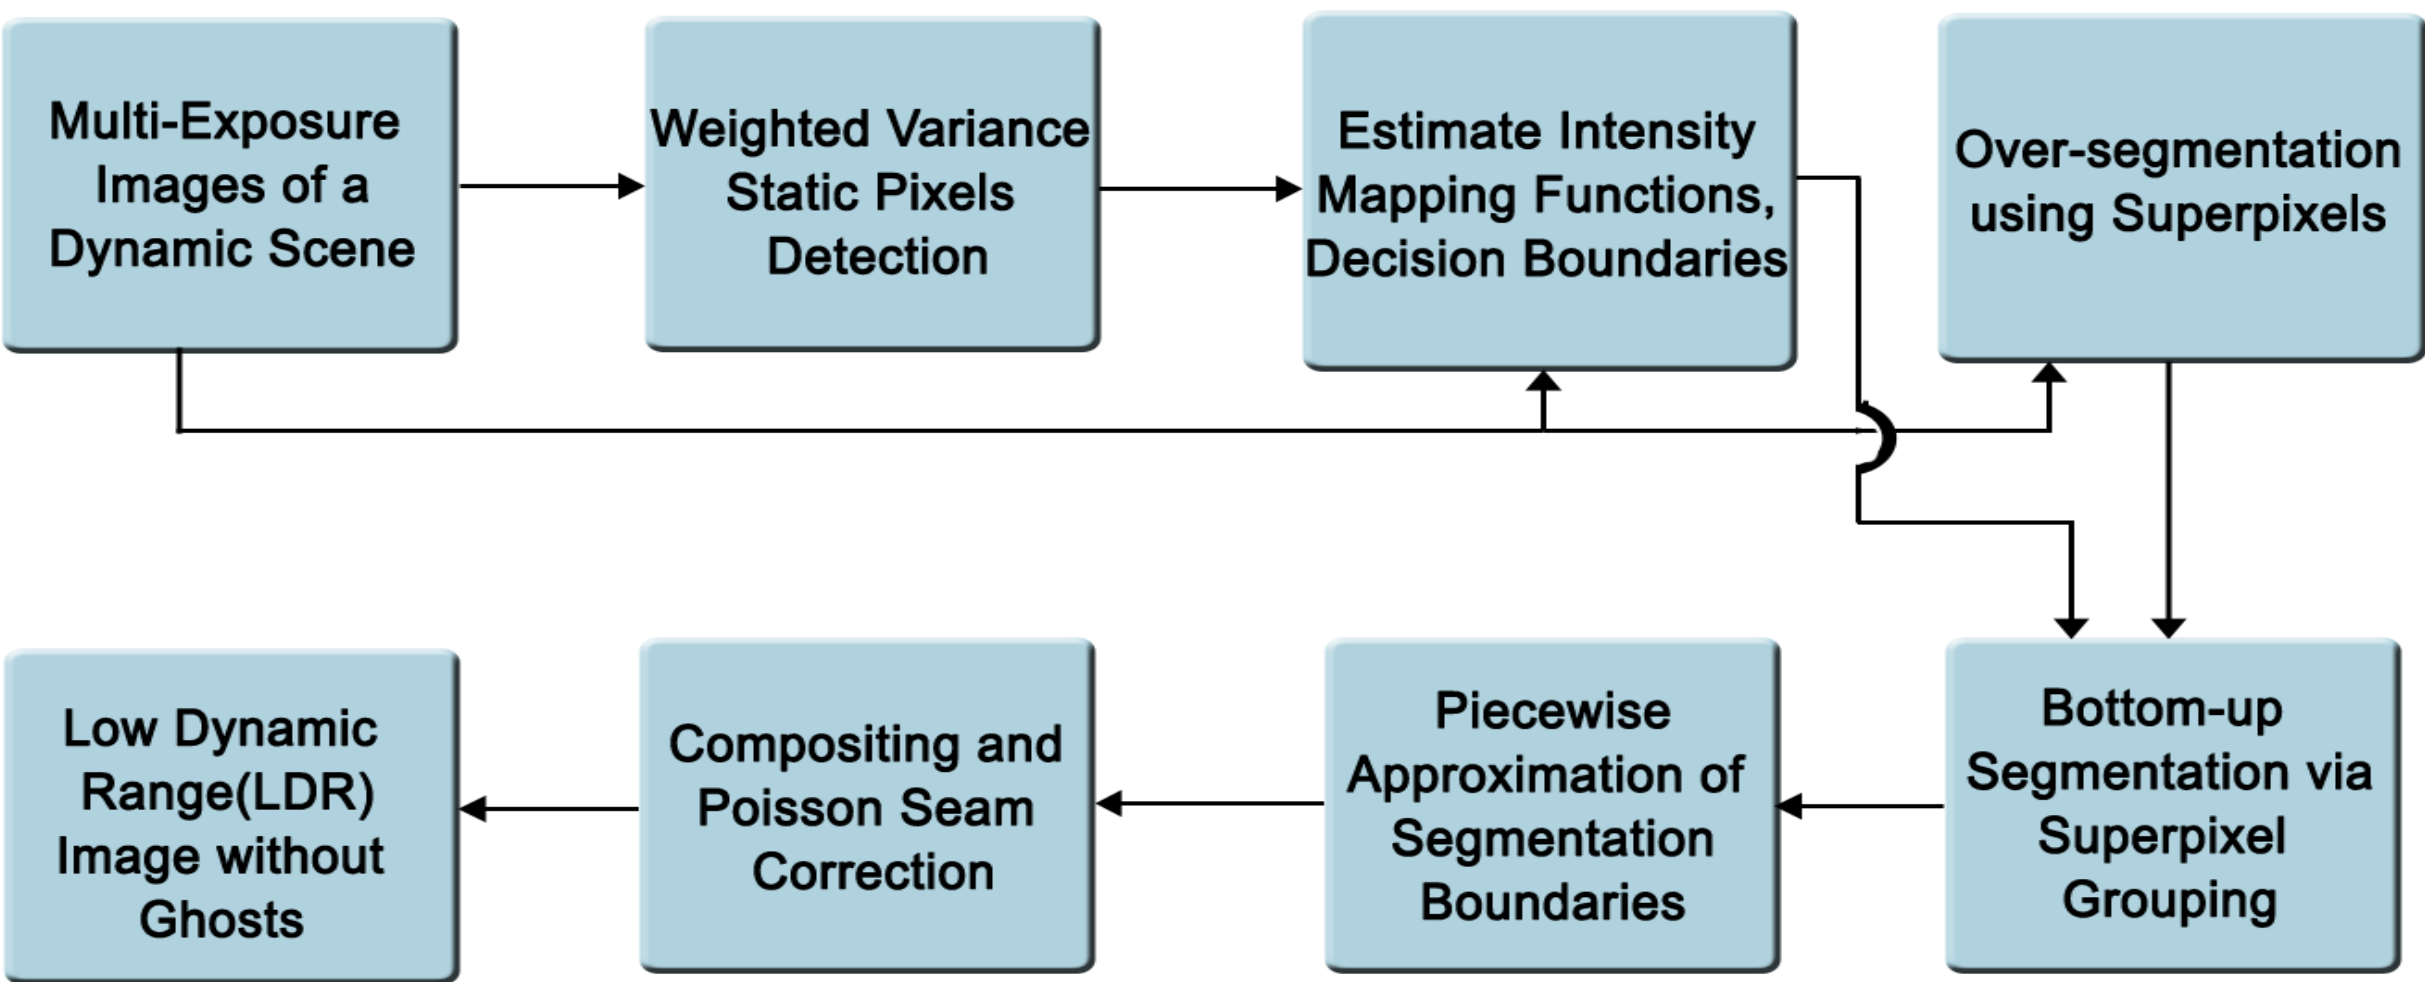 Multi-Exposure
Images of a
Dynamic Scene
Weighted Variance
Static Pixels
Detection
Estimate Intensity
Mapping Functions,
Decision Boundaries
Over-segmentation
using Superpixels
Low Dynamic
Range(LDR)
Image without
Ghosts
Compositing and
Poisson Seam
Correction
Piecewise
Approximation of
Segmentation
Boundaries
Bottom-up
Segmentation via
Superpixel
Grouping